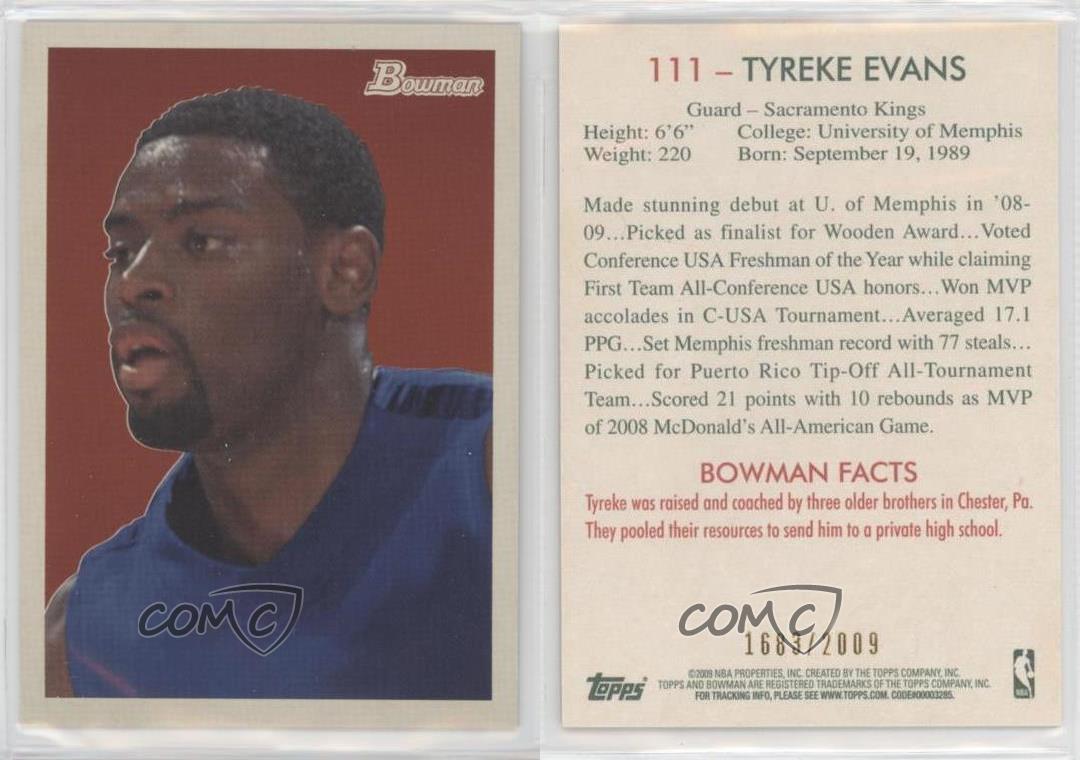 Bowman
COMC
111 – TYREKE EVANS
Guard – Sacramento Kings
Height: 6'6" College: University of Memphis
Weight: 220 Born: September 19, 1989
Made stunning debut at U. of Memphis in '08-
09...Picked as finalist for Wooden Award...Voted
Conference USA Freshman of the Year while claiming
First Team All-Conference USA honors...Won MVP
accolades in C-USA Tournament...Averaged 17.1
PPG...Set Memphis freshman record with 77 steals...
Picked for Puerto Rico Tip-Off All-Tournament
Team...Scored 21 points with 10 rebounds as MVP
of 2008 McDonald's All-American Game.
BOWMAN FACTS
Tyreke was raised and coached by three older brothers in Chester, Pa.
They pooled their resources to send him to a private high school.
COMC
1683/2009
©2009 NBA PROPERTIES, INC. CREATED BY THE TOPPS COMPANY, INC.
TOPPS AND BOWMAN ARE REGISTERED TRADEMARKS OF THE TOPPS COMPANY, INC.
FOR TRACKING INFO, PLEASE SEE WWW.TOPPS.COM. CODE#00003285.
topps
NBA